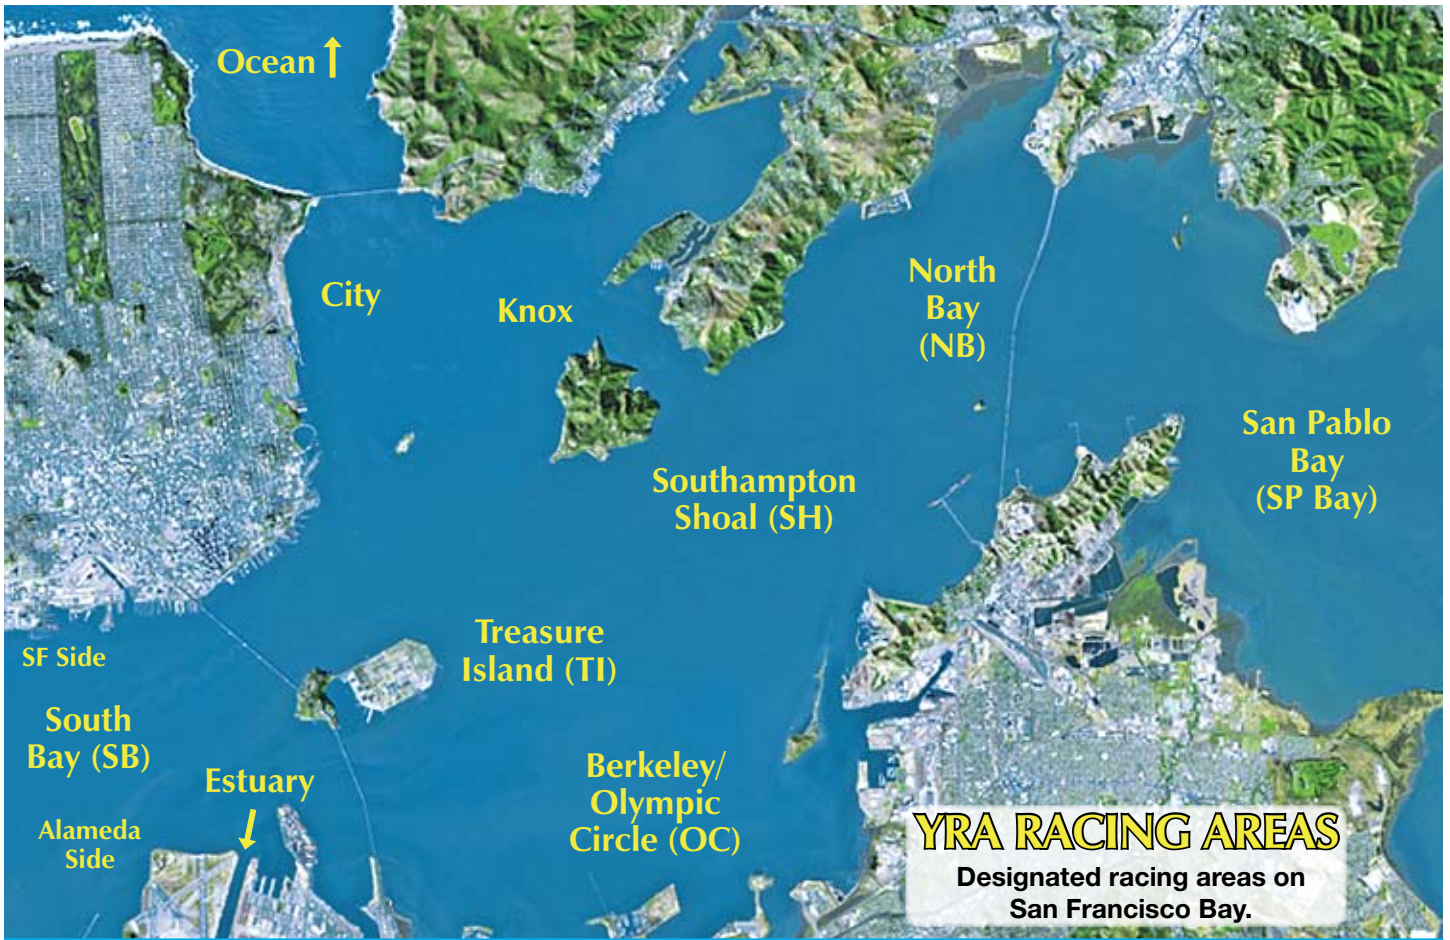 Ocean ↑
City
Knox
North
Bay
(NB)
San Pablo
Bay
(SP Bay)
Southampton
Shoal (SH)
Treasure
Island (TI)
SF Side
South
Bay (SB)
Estuary
Alameda
Side
Berkeley/
Olympic
Circle (OC)
YRA RACING AREAS
Designated racing areas on
San Francisco Bay.